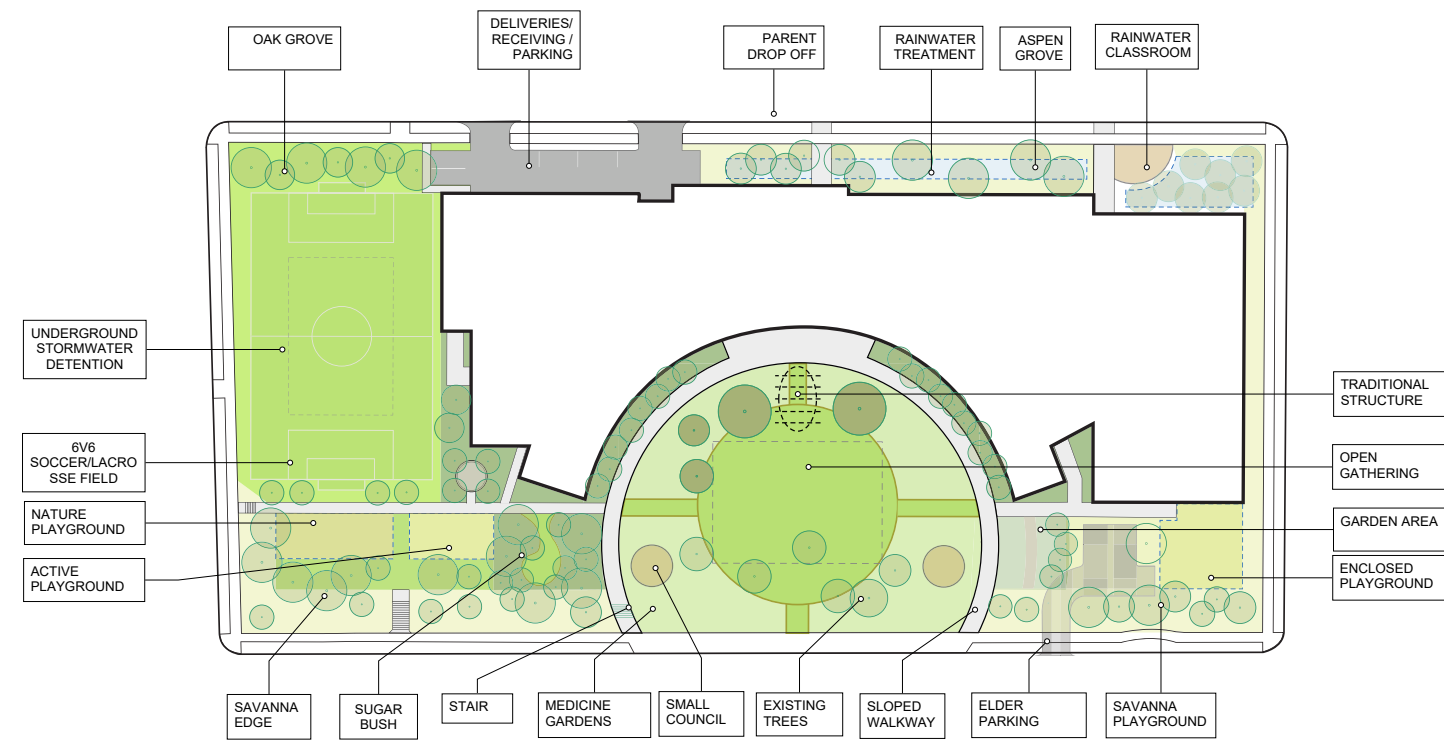 OAK GROVE
DELIVERIES/
RECEIVING /
PARKING
PARENT
DROP OFF
RAINWATER
TREATMENT
ASPEN
GROVE
RAINWATER
CLASSROOM
UNDERGROUND
STORMWATER
DETENTION
6V6
SOCCER/LACRO
SSE FIELD
NATURE
PLAYGROUND
ACTIVE
PLAYGROUND
TRADITIONAL
STRUCTURE
OPEN
GATHERING
GARDEN AREA
ENCLOSED
PLAYGROUND
SAVANNA
EDGE
SUGAR
BUSH
STAIR
MEDICINE
GARDENS
SMALL
COUNCIL
EXISTING
TREES
SLOPED
WALKWAY
ELDER
PARKING
SAVANNA
PLAYGROUND